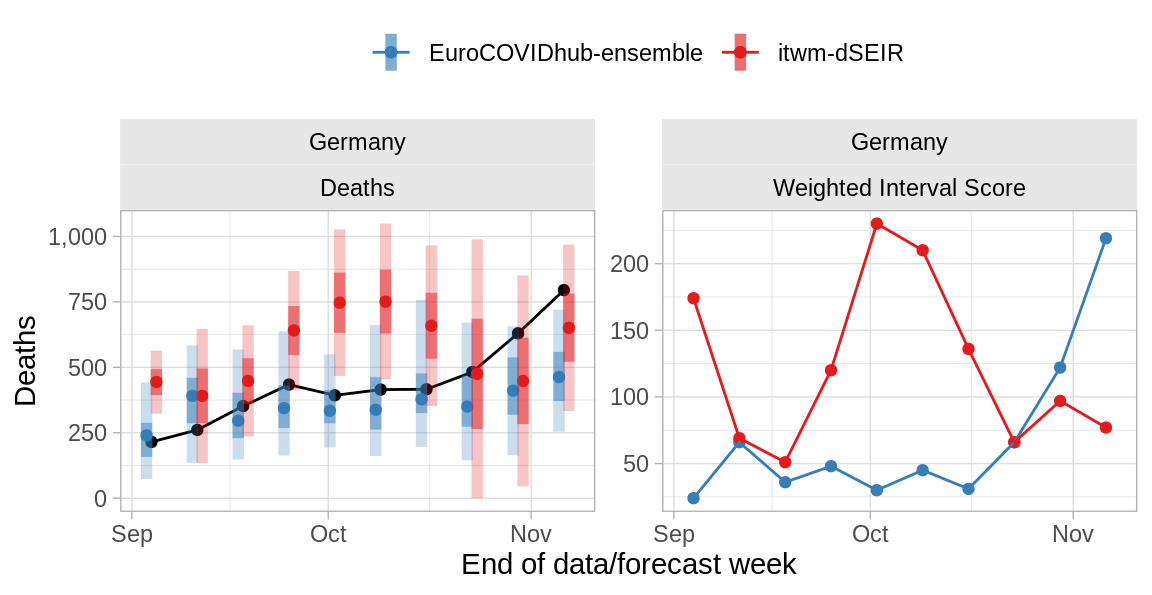 EuroCOVIDhub-ensemble itwm-dSEIR
Germany Germany
Deaths Weighted Interval Score
Deaths
1,000
750
500
250
0
200
150
100
50
Sep Oct Nov Sep Oct Nov
End of data/forecast week